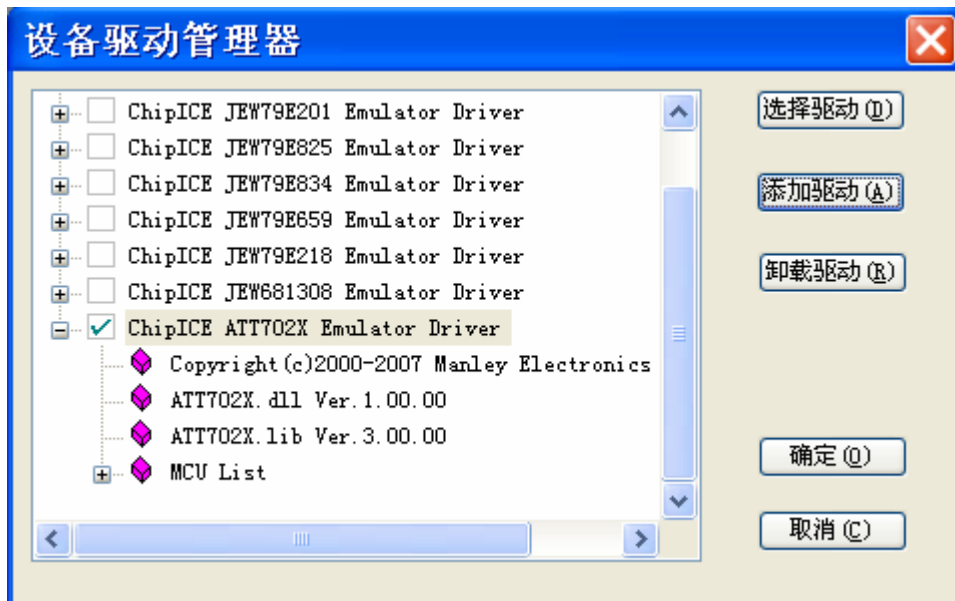 设备驱动管理器
ChipICE JEW79E201 Emulator Driver
ChipICE JEW79E825 Emulator Driver
ChipICE JEW79E834 Emulator Driver
ChipICE JEW79E659 Emulator Driver
ChipICE JEW79E218 Emulator Driver
ChipICE JEW681308 Emulator Driver
ChipICE ATT702X Emulator Driver
Copyright(c)2000-2007 Manley Electronics
ATT702X.dll Ver.1.00.00
ATT702X.lib Ver.3.00.00
MCU List
选择驱动(D)
添加驱动(A)
卸载驱动(R)
确定(O)
取消(C)